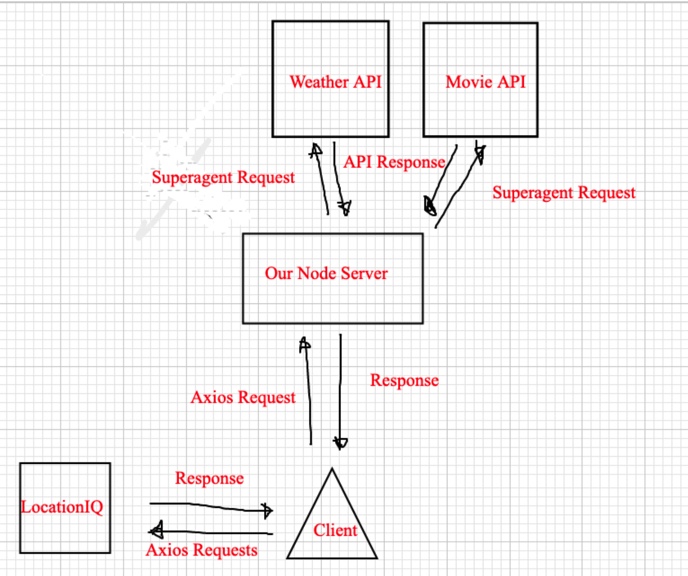 Weather API
Movie API
API Response
Superagent Request
Superagent Request
Our Node Server
Response
Axios Request
Response
LocationIQ
Client
Axios Requests